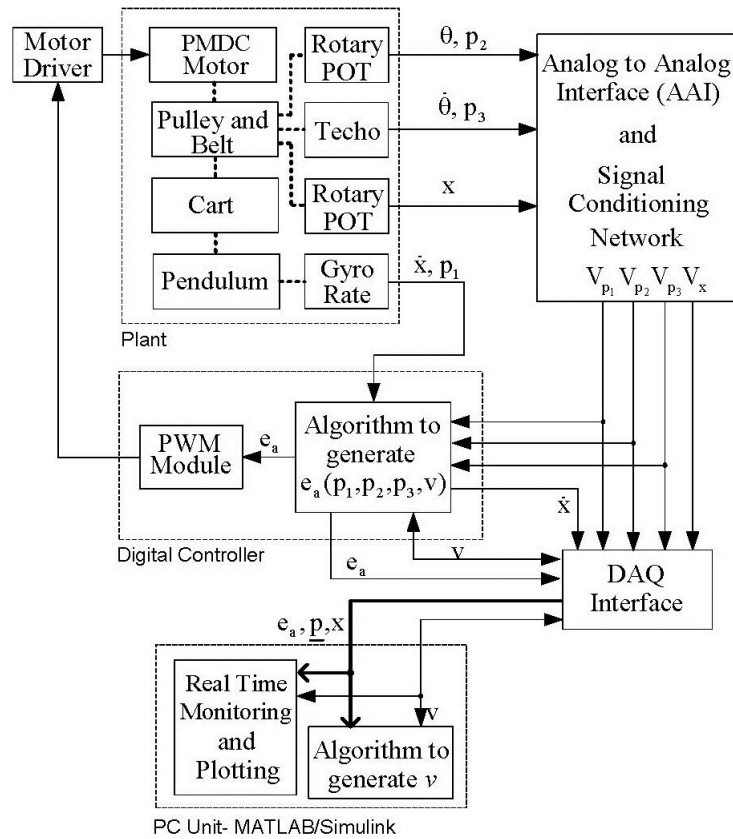 Motor
Driver
PMDC
Motor
Rotary
POT
θ, p₂
Pulley and
Belt
Techo
θ̇, p₃
Cart
Rotary
POT
x
Pendulum
Gyro
Rate
ẋ, p₁
Plant
Analog to Analog
Interface (AAI)
and
Signal
Conditioning
Network
Vp₁ Vp₂ Vp₃ Vx
PWM
Module
eₐ
Algorithm to
generate
eₐ(p₁,p₂,p₃,v)
ẋ
Digital Controller
eₐ
v
DAQ
Interface
eₐ, p,x
Real Time
Monitoring
and
Plotting
v
Algorithm to
generate v
PC Unit- MATLAB/Simulink